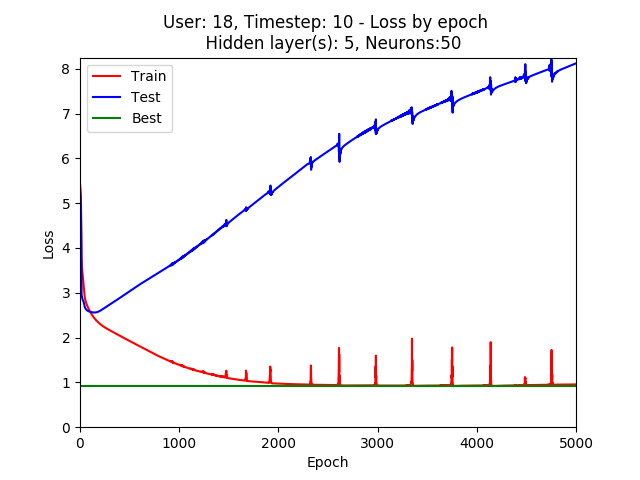 User: 18, Timestep: 10 - Loss by epoch
Hidden layer(s): 5, Neurons:50
Train
Test
Best
Loss
8
7
6
5
4
3
2
1
0
0 1000 2000 3000 4000 5000
Epoch